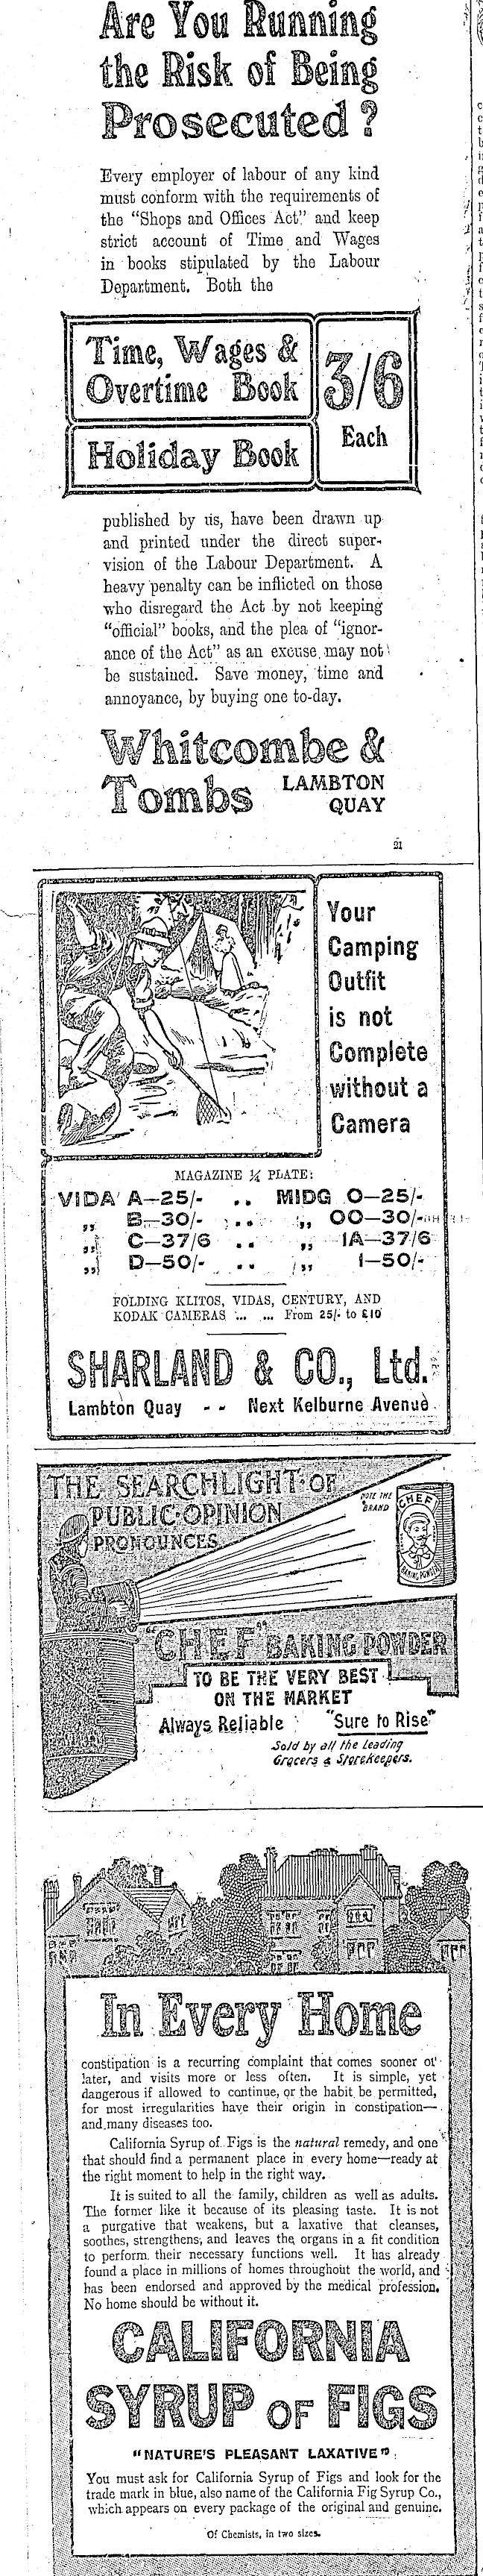 Are You Running
the Risk of Being
Prosecuted?
Every employer of labour of any kind
must conform with the requirements of
the "Shops and Offices Act" and keep
strict account of Time and Wages
in books stipulated by the Labour
Department. Both the
Time, Wages &
Overtime Book
Holiday Book
3/6
Each
published by us, have been drawn up
and printed under the direct super-
vision of the Labour Department. A
heavy penalty can be inflicted on those
who disregard the Act by not keeping
"official" books, and the plea of "ignor-
ance of the Act" as an excuse may not
be sustained. Save money, time and
annoyance, by buying one to-day.
Whitcombe &
Tombs LAMBTON
QUAY
21
Your
Camping
Outfit
is not
Complete
without a
Camera
MAGAZINE ¼ PLATE:
VIDA A—25/- .. MIDG O—25/-
„ B—30/- .. „ OO—30/-
„ C—37/6 .. „ IA—37/6
„ D—50/- .. „ I—50/-
FOLDING KLITOS, VIDAS, CENTURY, AND
KODAK CAMERAS ... ... From 25/- to £10
SHARLAND & CO., Ltd.
Lambton Quay - - Next Kelburne Avenue
THE SEARCHLIGHT OF
PUBLIC OPINION
PRONOUNCES
NOTE THE
BRAND
CHEF
BAKING POWDER
"CHEF" BAKING POWDER
TO BE THE VERY BEST
ON THE MARKET
Always Reliable : "Sure to Rise"
Sold by all the Leading
Grocers & Storekeepers.
In Every Home
constipation is a recurring complaint that comes sooner or
later, and visits more or less often. It is simple, yet
dangerous if allowed to continue, or the habit be permitted,
for most irregularities have their origin in constipation—
and many diseases too.
California Syrup of Figs is the natural remedy, and one
that should find a permanent place in every home—ready at
the right moment to help in the right way.
It is suited to all the family, children as well as adults.
The former like it because of its pleasing taste. It is not
a purgative that weakens, but a laxative that cleanses,
soothes, strengthens, and leaves the organs in a fit condition
to perform their necessary functions well. It has already
found a place in millions of homes throughout the world, and
has been endorsed and approved by the medical profession.
No home should be without it.
CALIFORNIA
SYRUP OF FIGS
"NATURE'S PLEASANT LAXATIVE".
You must ask for California Syrup of Figs and look for the
trade mark in blue, also name of the California Fig Syrup Co.,
which appears on every package of the original and genuine.
Of Chemists, in two sizes.